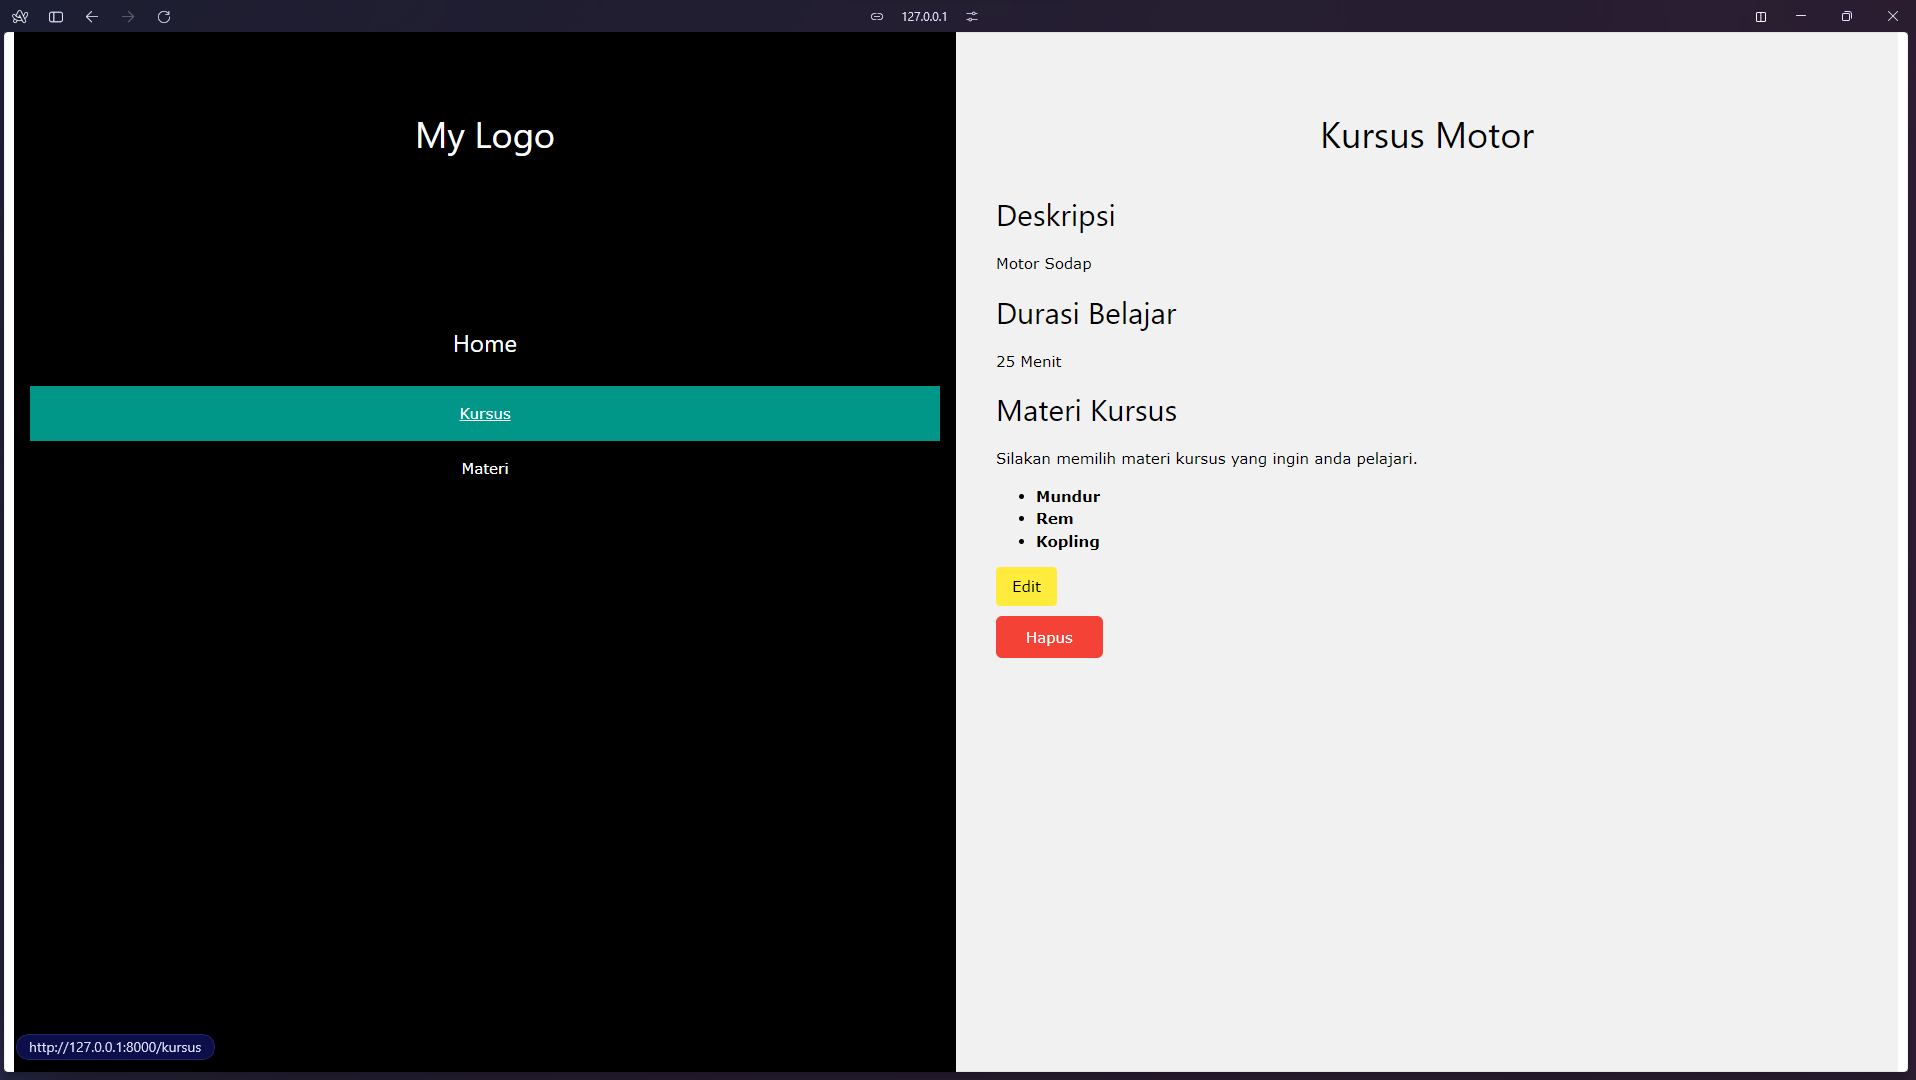 127.0.0.1
My Logo
Home
Kursus
Materi
Kursus Motor
Deskripsi
Motor Sodap
Durasi Belajar
25 Menit
Materi Kursus
Silakan memilih materi kursus yang ingin anda pelajari.
Mundur
Rem
Kopling
Edit
Hapus
http://127.0.0.1:8000/kursus